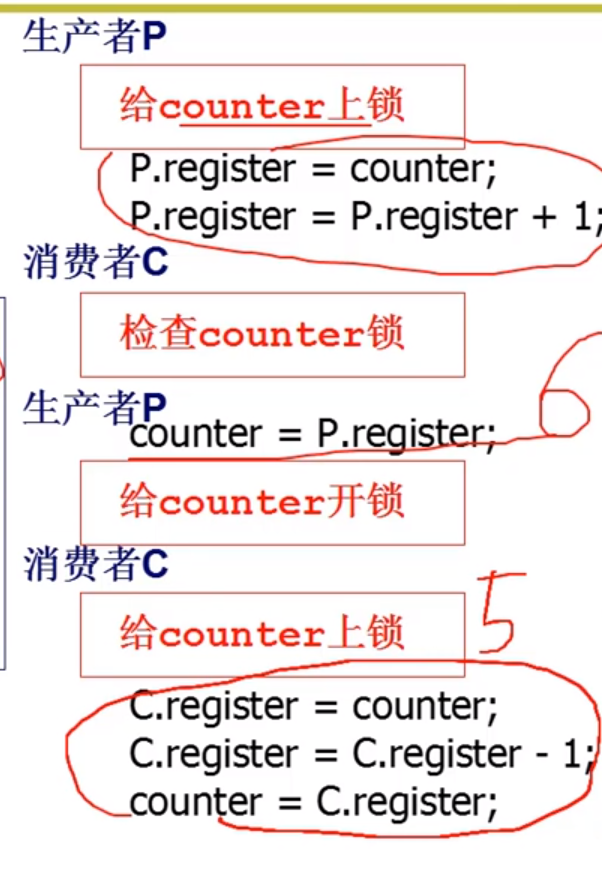 生产者P
给counter上锁
P.register = counter;
P.register = P.register + 1;
消费者C
检查counter锁
生产者P
counter = P.register;
6
给counter开锁
消费者C
给counter上锁
5
C.register = counter;
C.register = C.register - 1;
counter = C.register;